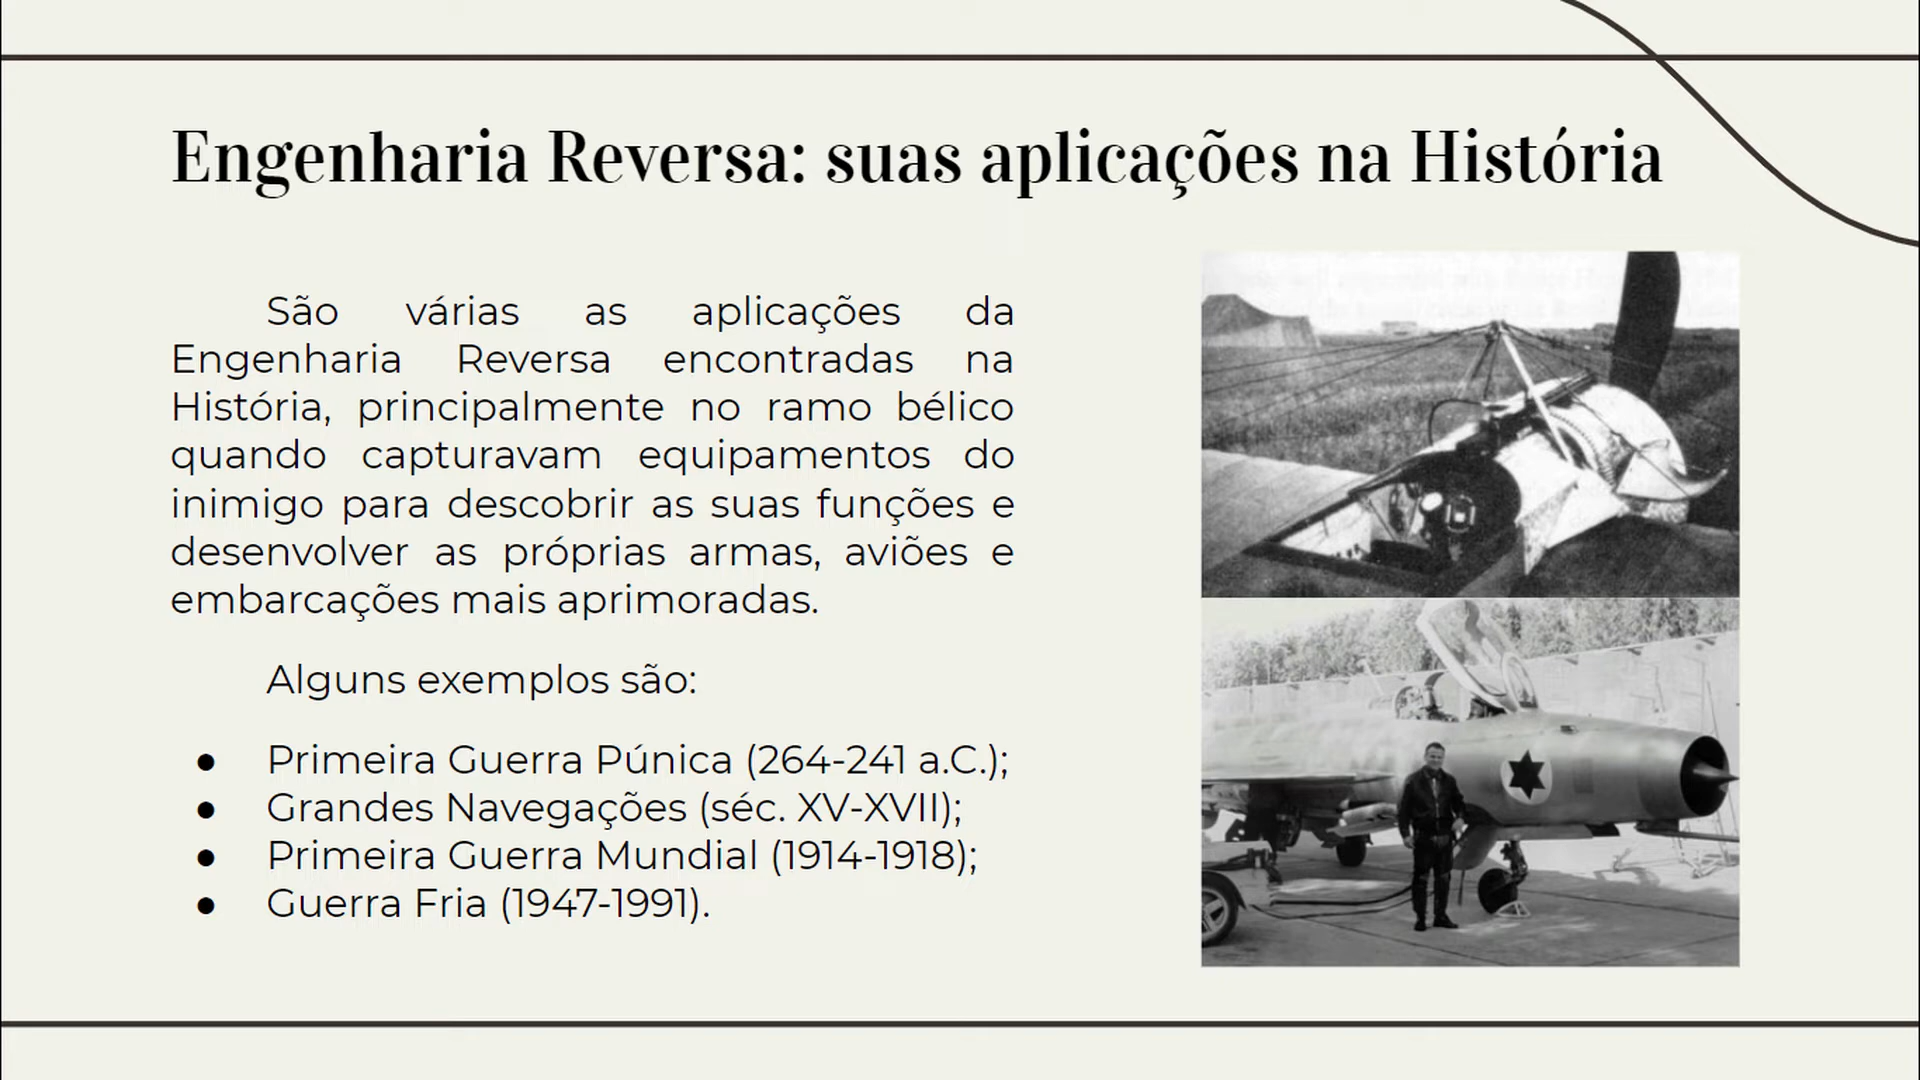 Engenharia Reversa: suas aplicações na História
São várias as aplicações da
Engenharia Reversa encontradas na
História, principalmente no ramo bélico
quando capturavam equipamentos do
inimigo para descobrir as suas funções e
desenvolver as próprias armas, aviões e
embarcações mais aprimoradas.
Alguns exemplos são:
● Primeira Guerra Púnica (264-241 a.C.);
● Grandes Navegações (séc. XV-XVII);
● Primeira Guerra Mundial (1914-1918);
● Guerra Fria (1947-1991).